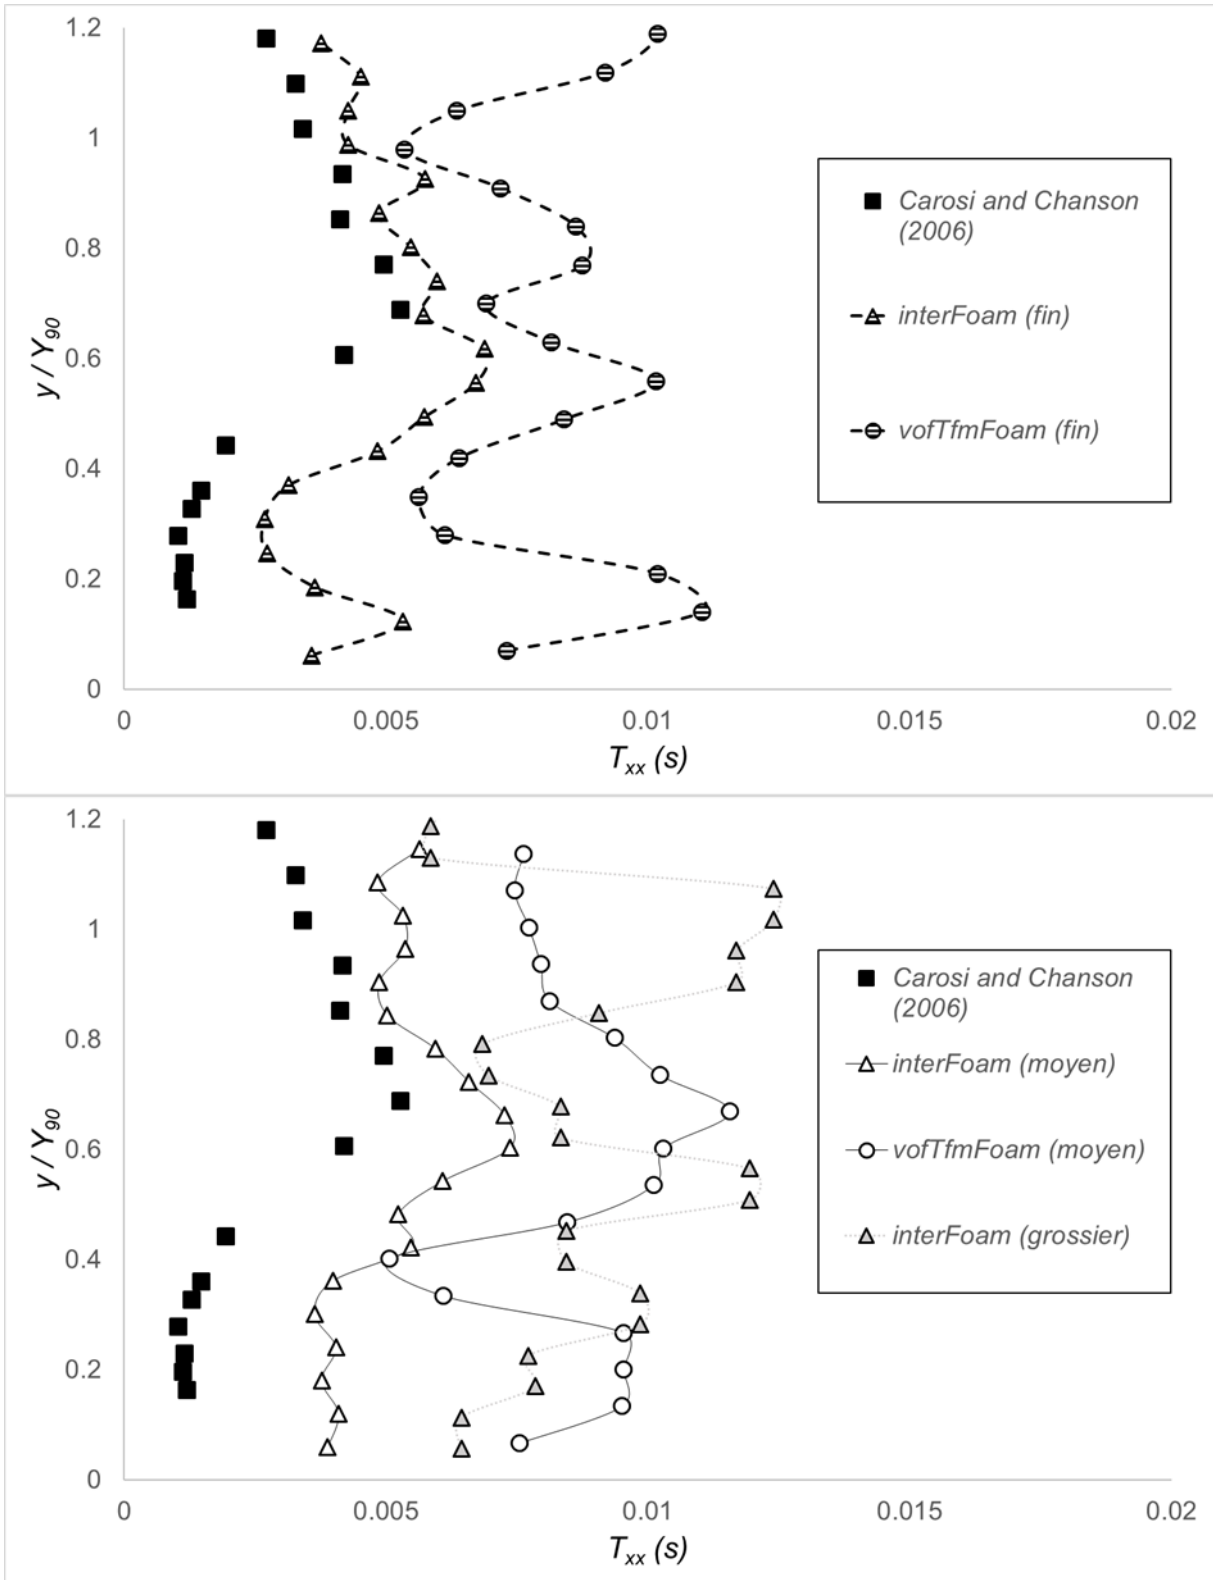 1.2
1
0.8
0.6
0.4
0.2
0
y / Y90
0 0.005 0.01 0.015 0.02
Txx (s)
Carosi and Chanson
(2006)
interFoam (fin)
vofTfmFoam (fin)
1.2
1
0.8
0.6
0.4
0.2
0
y / Y90
0 0.005 0.01 0.015 0.02
Txx (s)
Carosi and Chanson
(2006)
interFoam (moyen)
vofTfmFoam (moyen)
interFoam (grossier)